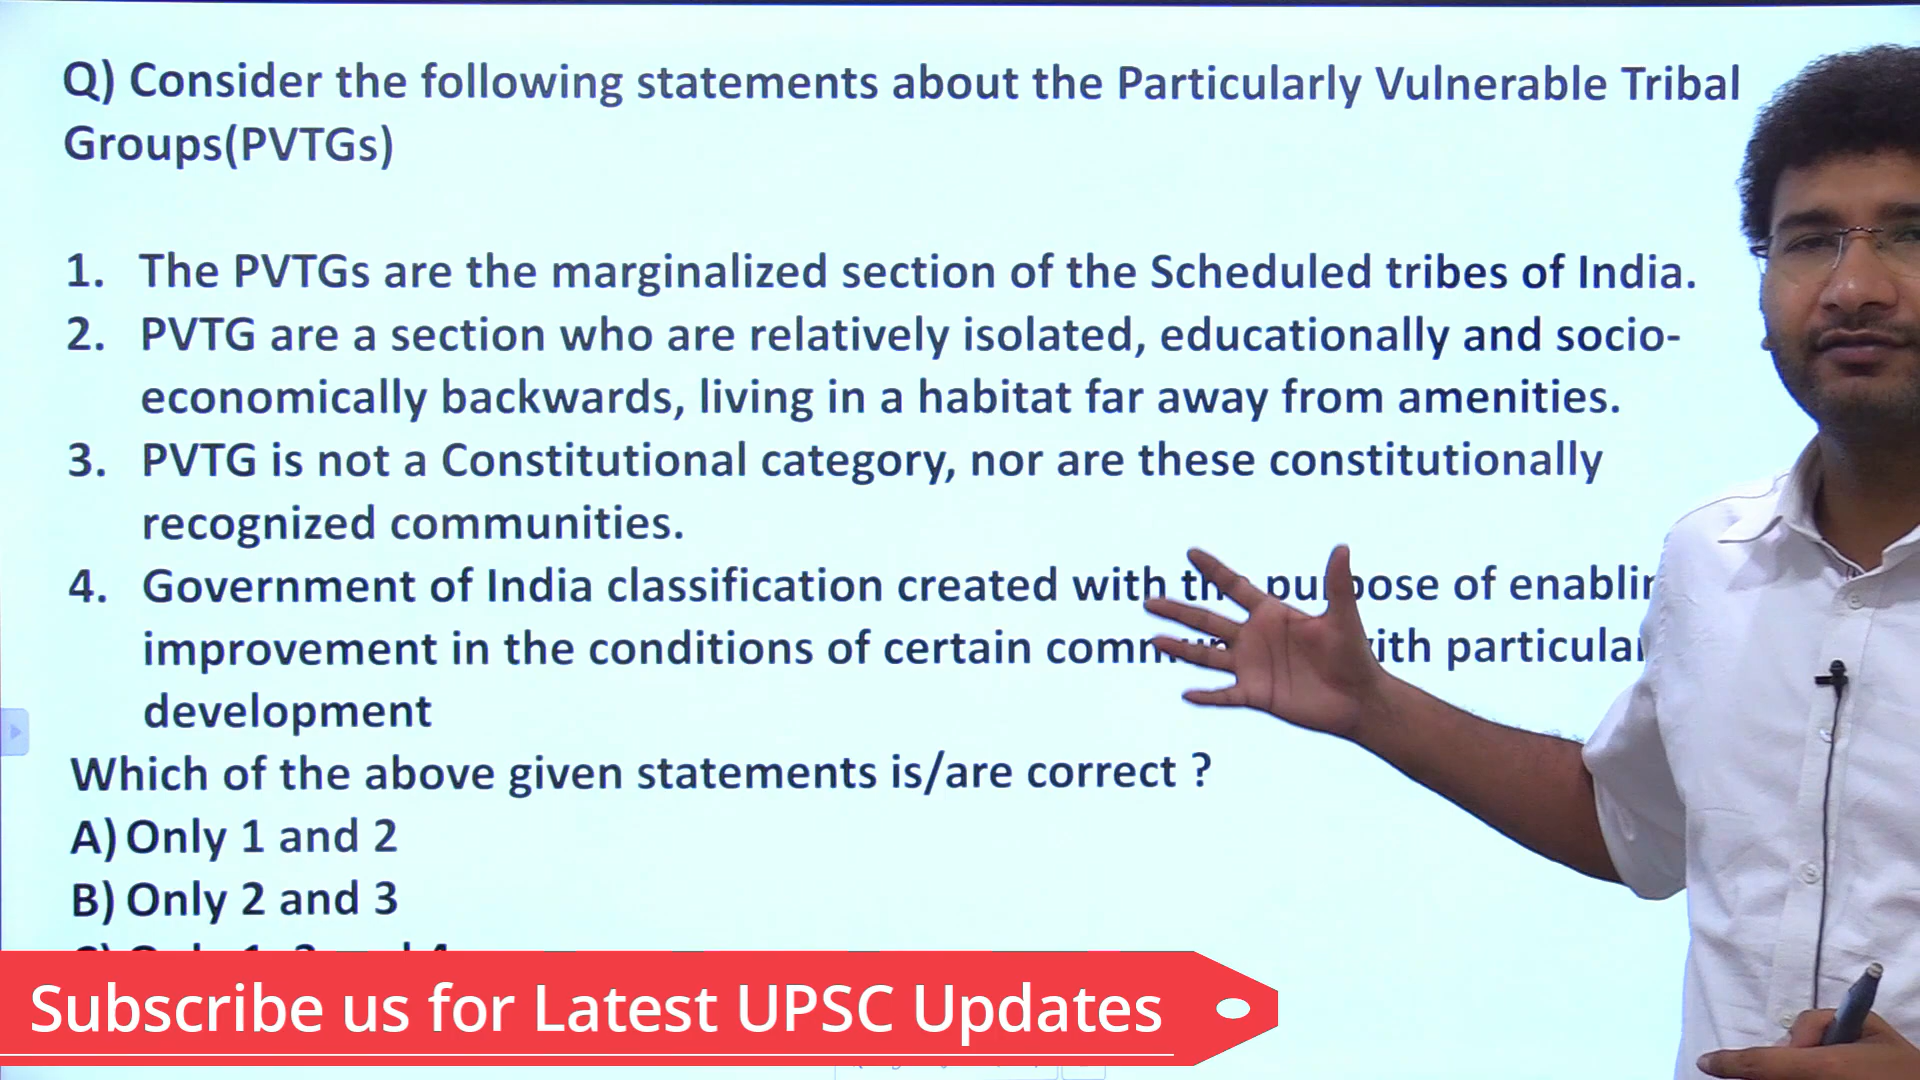 Q) Consider the following statements about the Particularly Vulnerable Tribal
Groups(PVTGs)
1. The PVTGs are the marginalized section of the Scheduled tribes of India.
2. PVTG are a section who are relatively isolated, educationally and socio-
economically backwards, living in a habitat far away from amenities.
3. PVTG is not a Constitutional category, nor are these constitutionally
recognized communities.
4. Government of India classification created with of
improvement in the conditions of certain
development
Which of the above given statements is/are correct ?
A) Only 1 and 2
B) Only 2 and 3
Subscribe us for Latest UPSC Updates